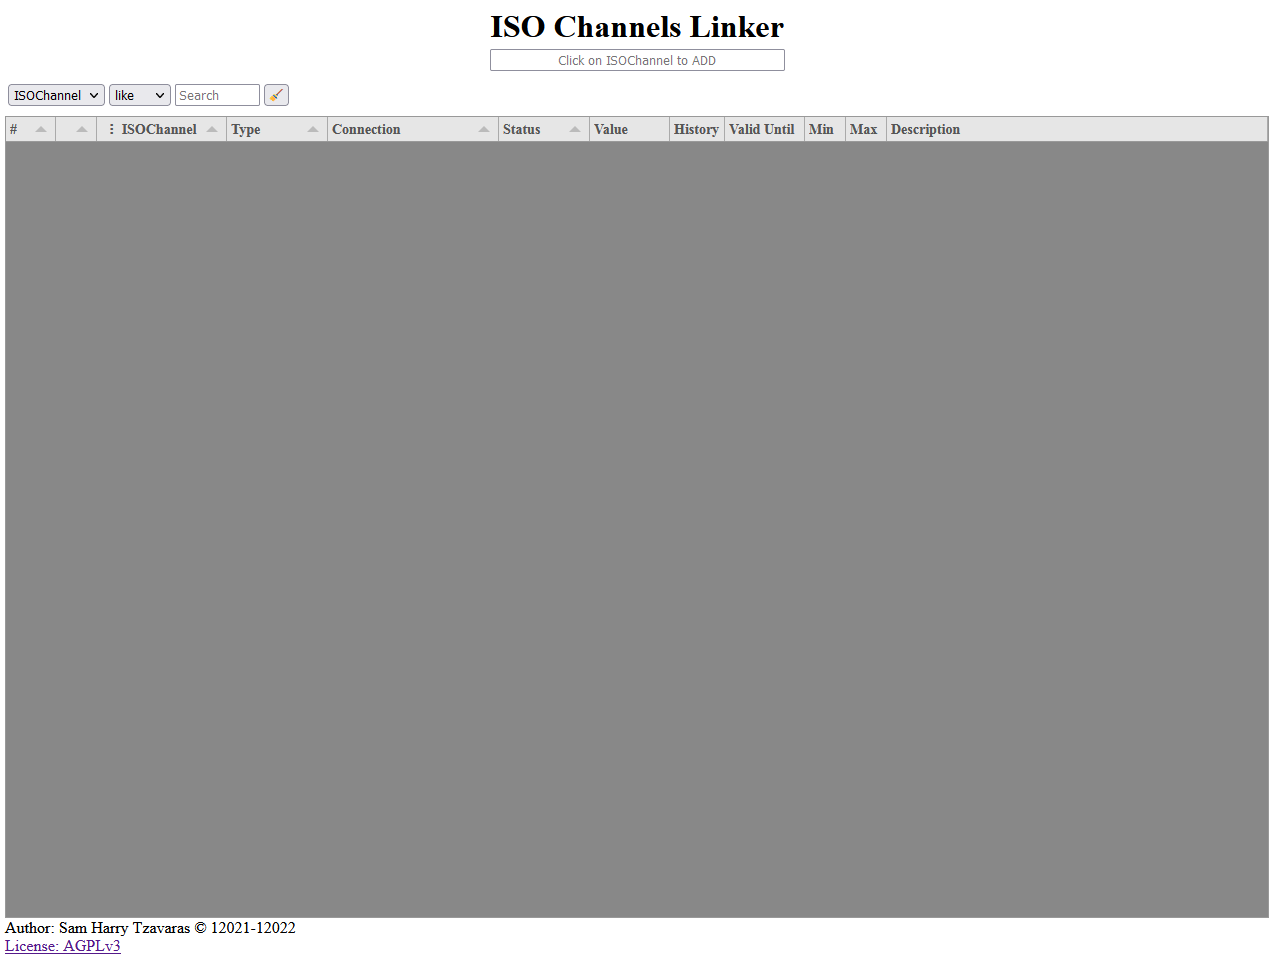 ISO Channels Linker
Click on ISOChannel to ADD
ISOChannel like Search
# ISOChannel Type Connection Status Value History Valid Until Min Max Description
Author: Sam Harry Tzavaras © 12021-12022
License: AGPLv3